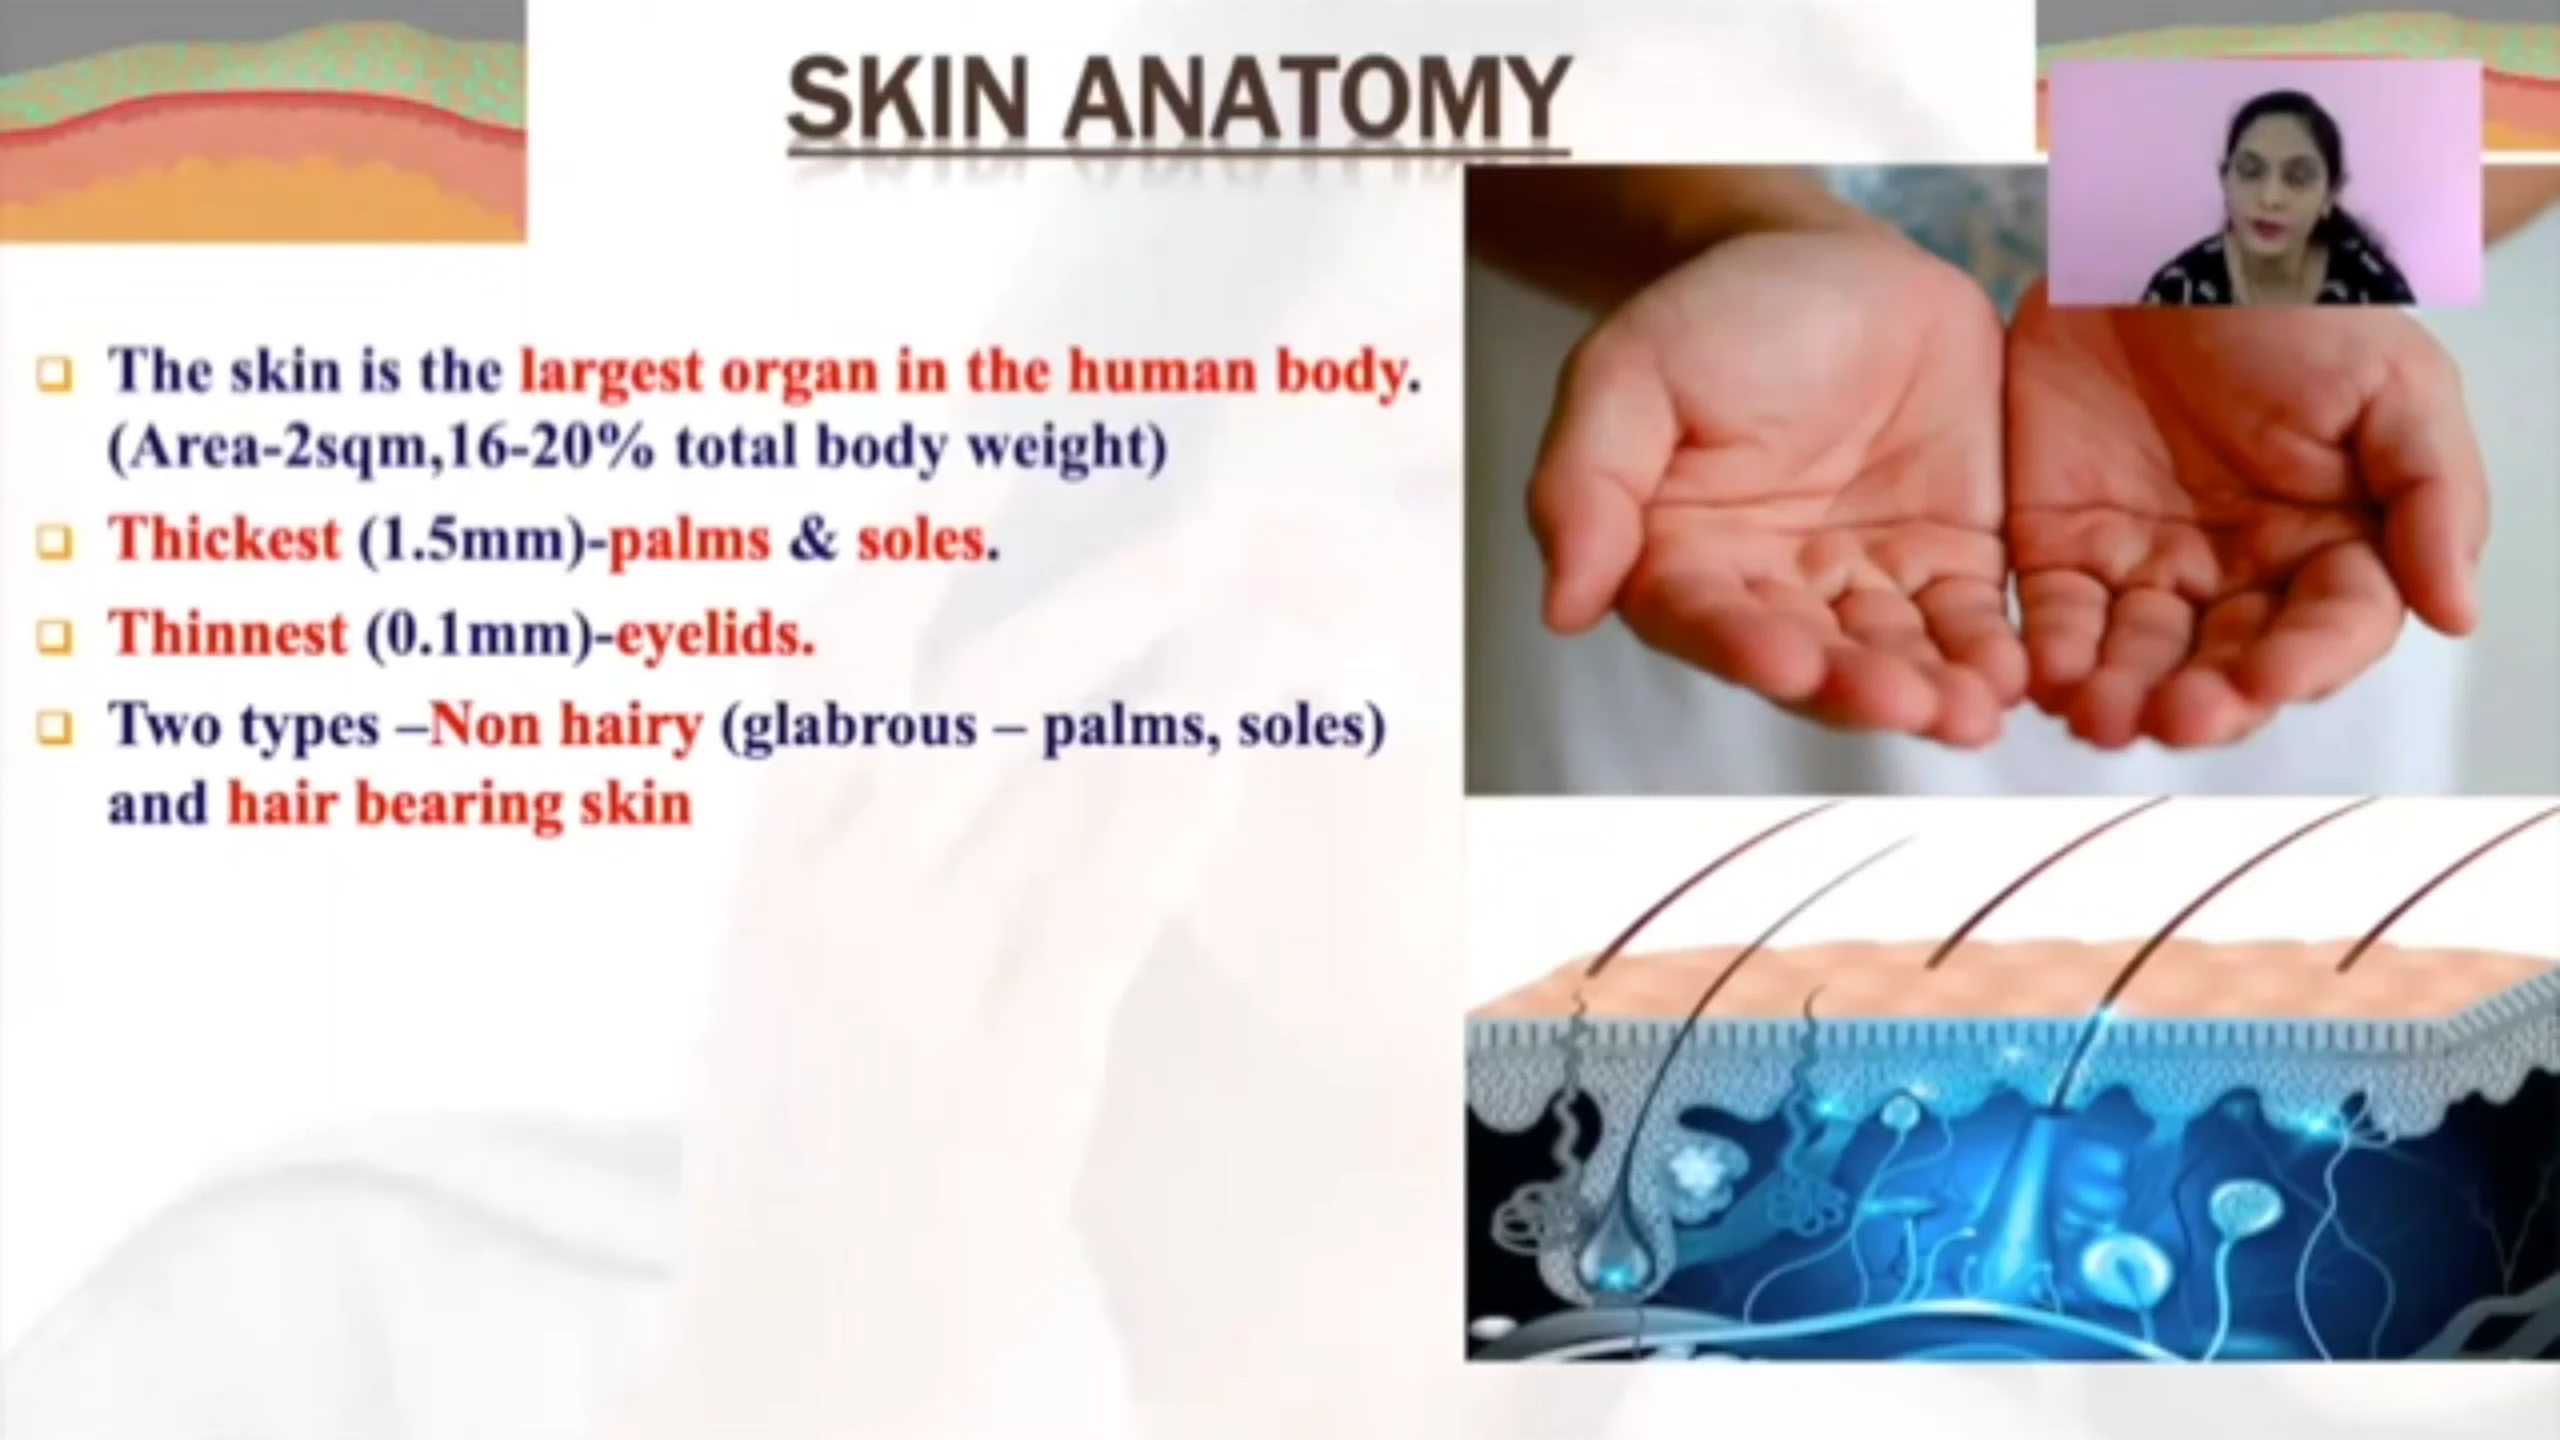 SKIN ANATOMY
The skin is the largest organ in the human body.
(Area-2sqm,16-20% total body weight)
Thickest (1.5mm)-palms & soles.
Thinnest (0.1mm)-eyelids.
Two types –Non hairy (glabrous – palms, soles)
and hair bearing skin